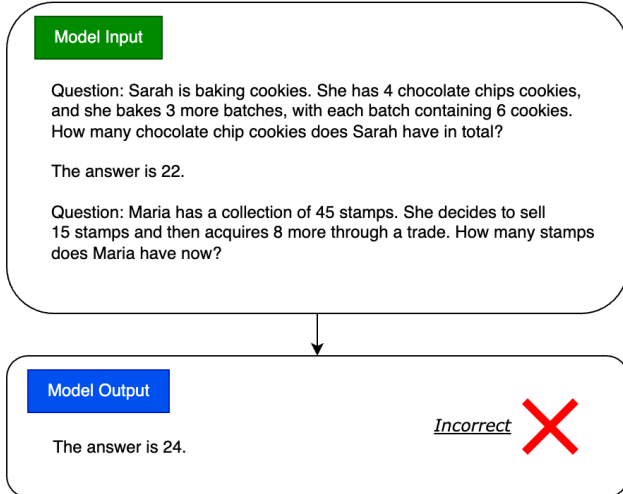 Model Input
Question: Sarah is baking cookies. She has 4 chocolate chips cookies,
and she bakes 3 more batches, with each batch containing 6 cookies.
How many chocolate chip cookies does Sarah have in total?
The answer is 22.
Question: Maria has a collection of 45 stamps. She decides to sell
15 stamps and then acquires 8 more through a trade. How many stamps
does Maria have now?
Model Output
Incorrect
The answer is 24.